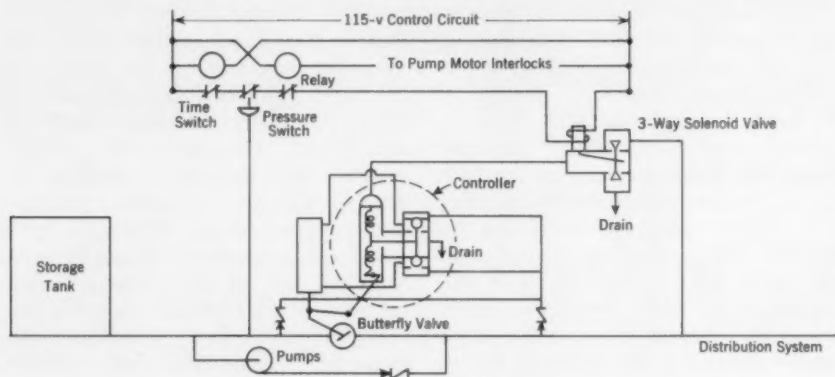 115-v Control Circuit
To Pump Motor Interlocks
Relay
Time
Switch
Pressure
Switch
3-Way Solenoid Valve
Controller
Drain
Drain
Storage
Tank
Butterfly Valve
Pumps
Distribution System